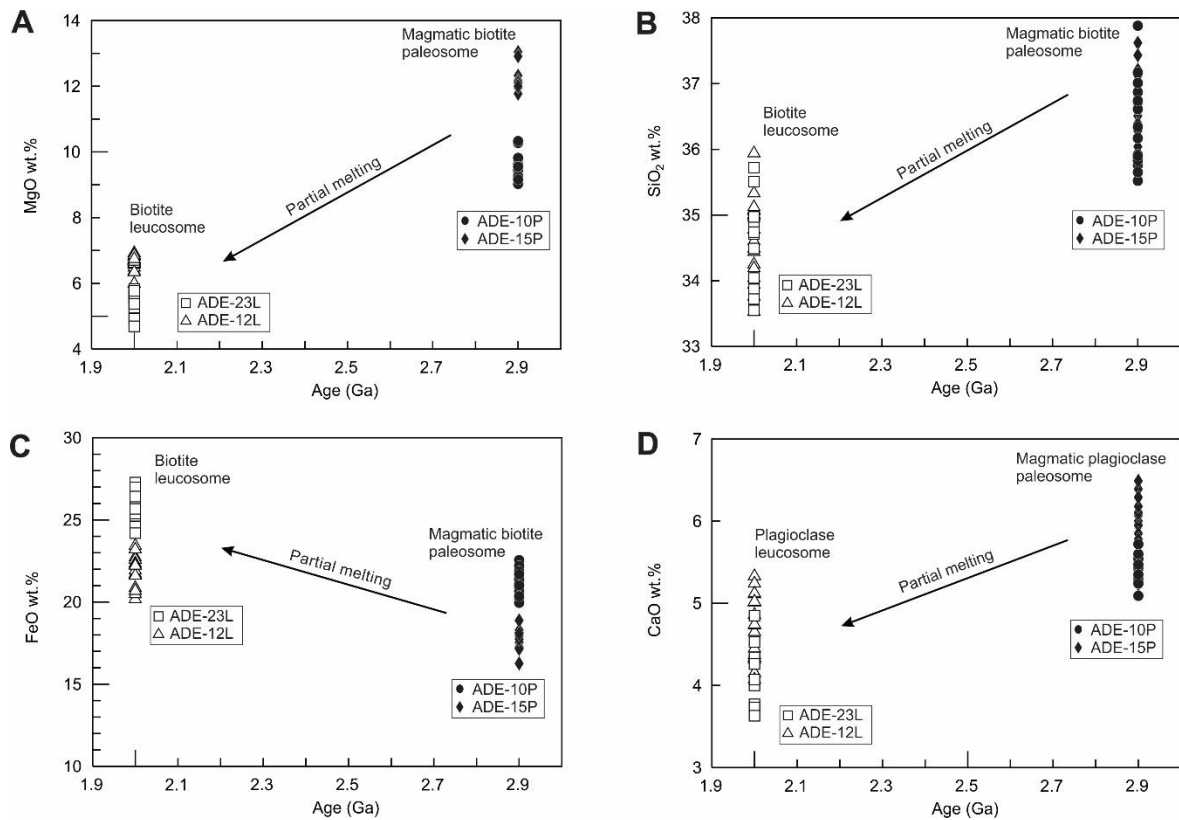 A
14
12
10
8
6
4
MgO wt.%
Magmatic biotite
paleosome
Partial melting
Biotite
leucosome
ADE-10P
ADE-15P
ADE-23L
ADE-12L
1.9 2.1 2.3 2.5 2.7 2.9
Age (Ga)
B
38
37
36
35
34
33
SiO₂ wt.%
Magmatic biotite
paleosome
Biotite
leucosome
Partial melting
ADE-10P
ADE-15P
ADE-23L
ADE-12L
1.9 2.1 2.3 2.5 2.7 2.9
Age (Ga)
C
30
25
20
15
10
FeO wt.%
Biotite
leucosome
Magmatic biotite
paleosome
Partial melting
ADE-23L
ADE-12L
ADE-10P
ADE-15P
1.9 2.1 2.3 2.5 2.7 2.9
Age (Ga)
D
7
6
5
4
3
CaO wt.%
Magmatic plagioclase
paleosome
Plagioclase
leucosome
Partial melting
ADE-10P
ADE-15P
ADE-23L
ADE-12L
1.9 2.1 2.3 2.5 2.7 2.9
Age (Ga)